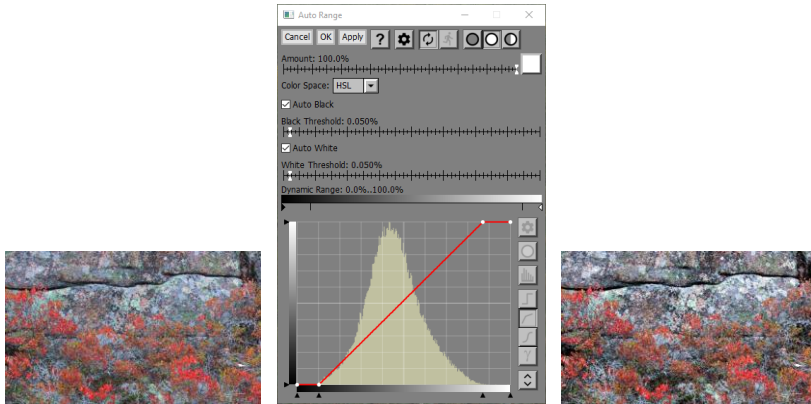 Auto Range
Cancel OK Apply ?
Amount: 100.0%
Color Space: HSL
Auto Black
Black Threshold: 0.050%
Auto White
White Threshold: 0.050%
Dynamic Range: 0.0%..100.0%
γ